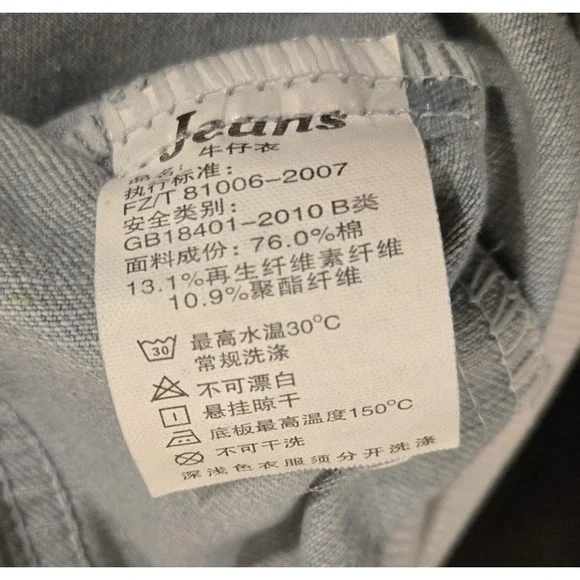 Jeans
牛仔衣
品名:
执行标准:
FZ/T 81006-2007
安全类别:
GB18401-2010 B类
面料成份: 76.0%棉
13.1%再生纤维素纤维
10.9%聚酯纤维
30 最高水温30°C
常规洗涤
不可漂白
悬挂晾干
底板最高温度150°C
不可干洗
深浅色衣服须分开洗涤